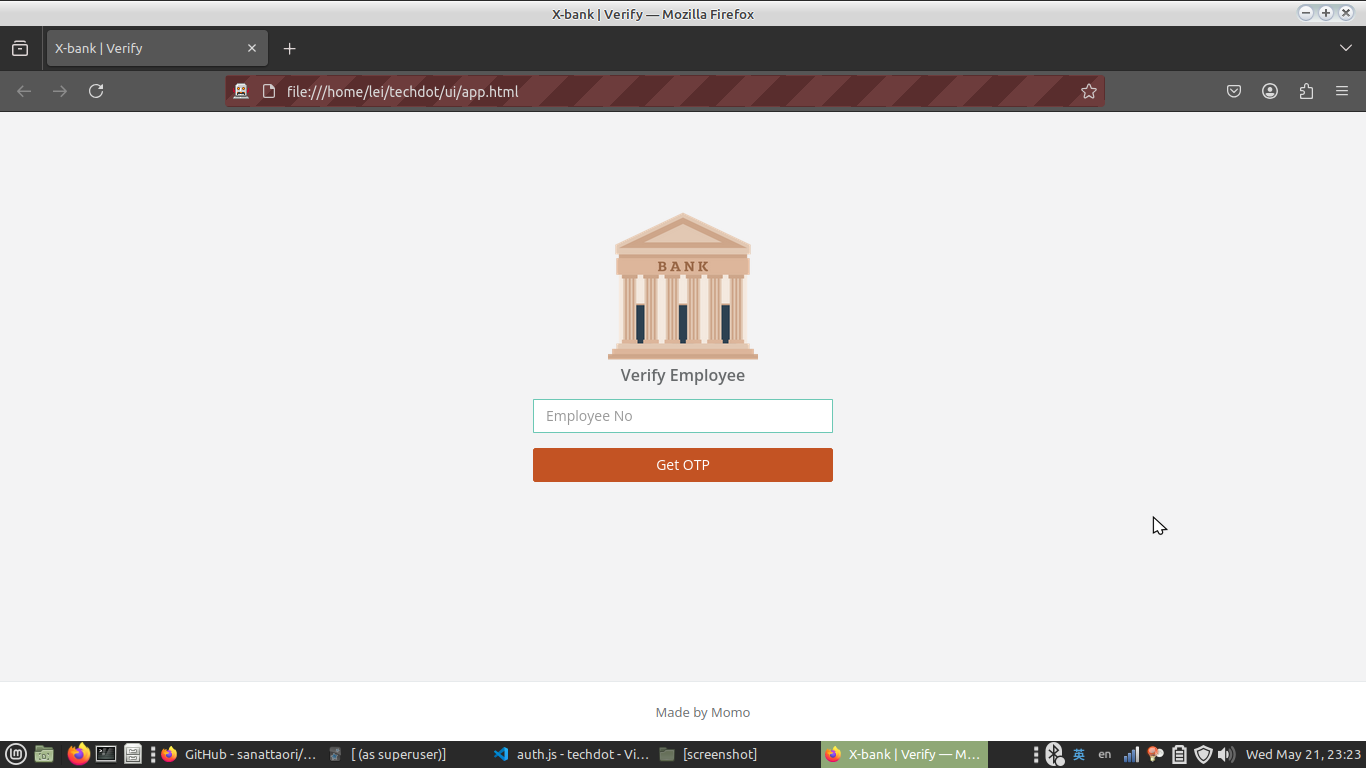 X-bank | Verify — Mozilla Firefox
X-bank | Verify
file:///home/lei/techdot/ui/app.html
BANK
Verify Employee
Employee No
Get OTP
Made by Momo
GitHub - sanattaori/... [ (as superuser)] auth.js - techdot - Vi... [screenshot] X-bank | Verify — M... 英 en Wed May 21, 23:23